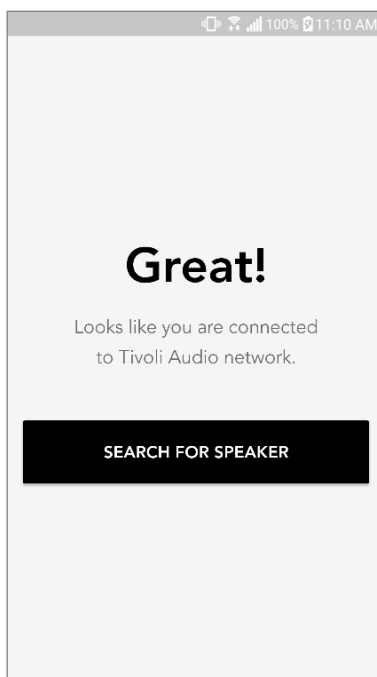 100% 11:10 AM
Great!
Looks like you are connected
to Tivoli Audio network.
SEARCH FOR SPEAKER